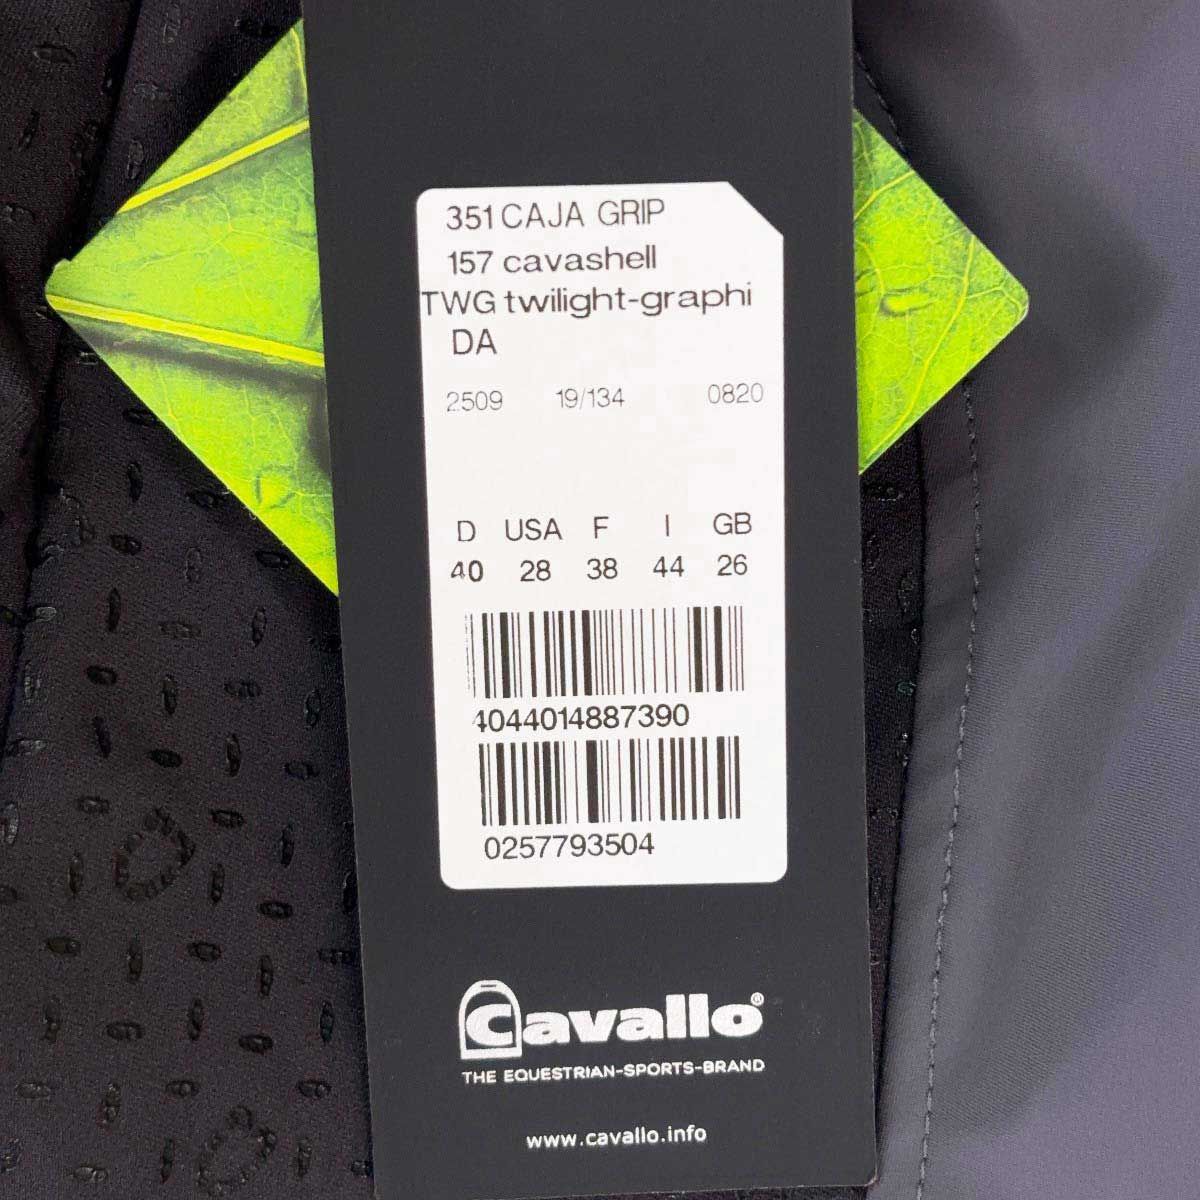 351 CAJA GRIP
157 cavashell
TWG twilight-graphi
DA
2509 19/134 0820
D USA F I GB
40 28 38 44 26
4044014887390
0257793504
Cavallo®
THE EQUESTRIAN-SPORTS-BRAND
www.cavallo.info